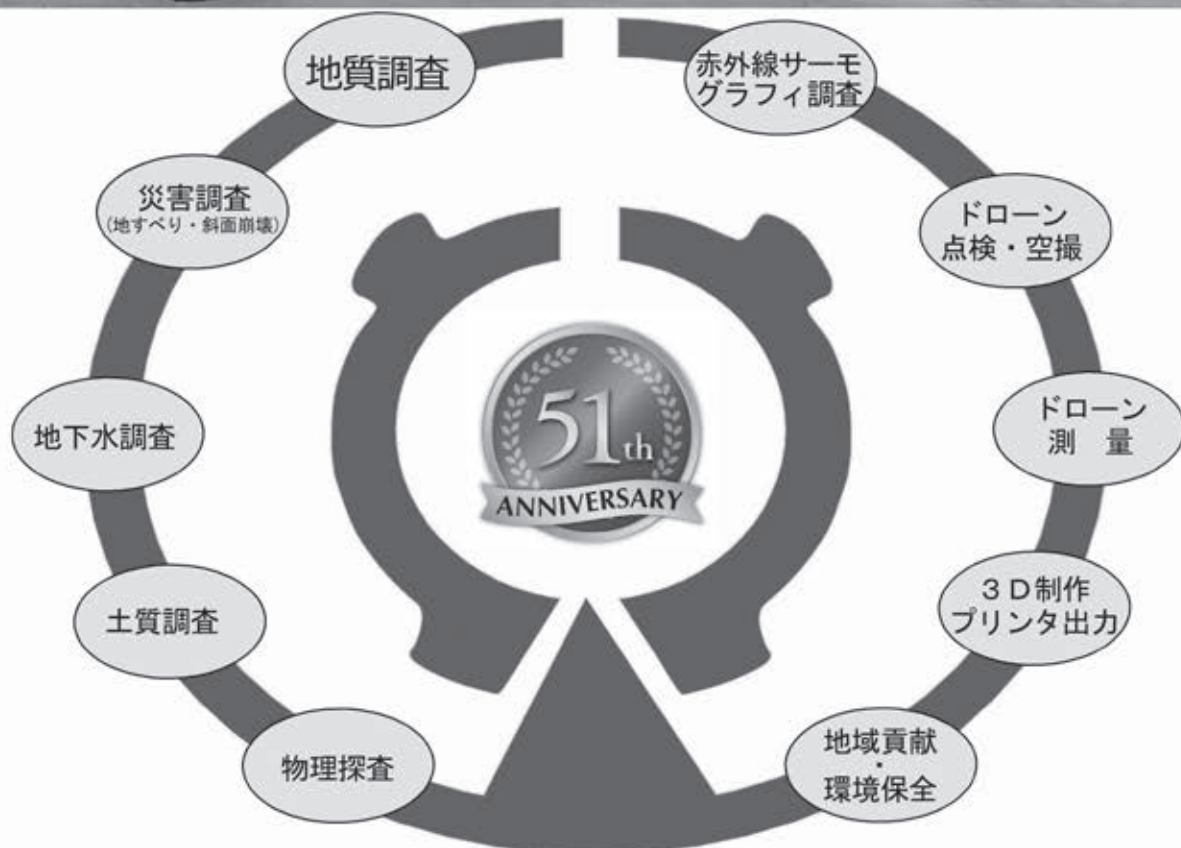 地質調査
災害調査
(地すべり・斜面崩壊)
地下水調査
土質調査
物理探査
赤外線サーモ
グラフィ調査
ドローン
点検・空撮
ドローン
測　量
３Ｄ制作
プリンタ出力
地域貢献
・
環境保全
51th
ANNIVERSARY